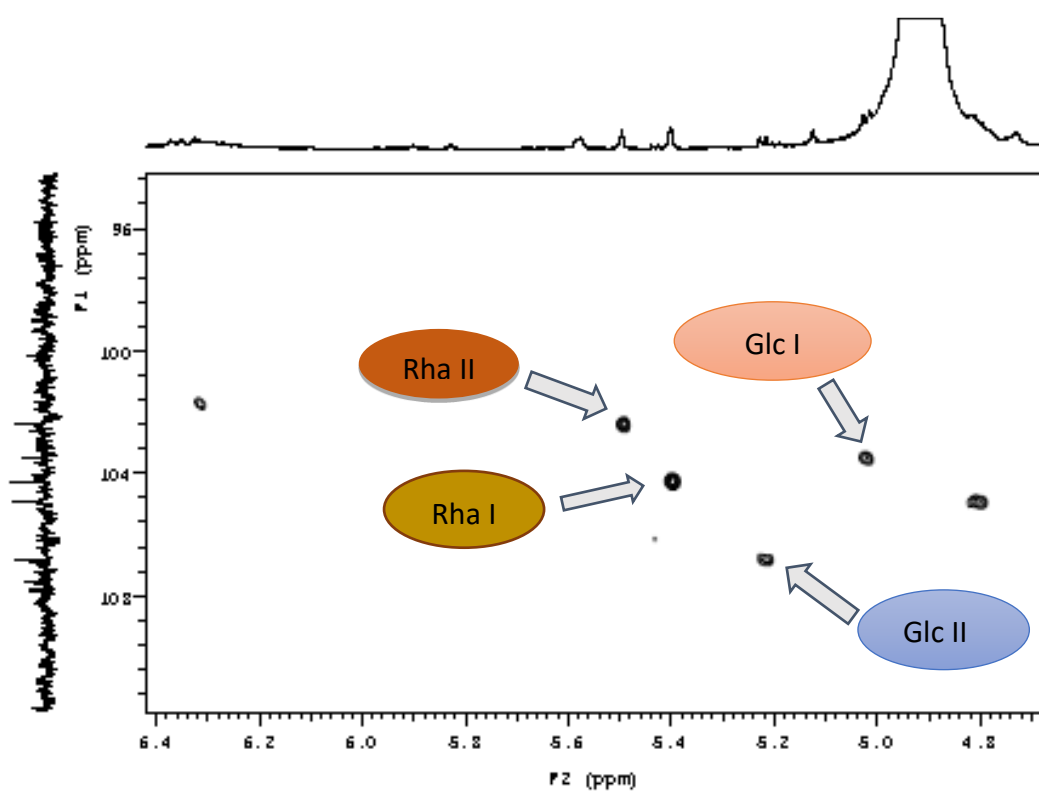 96
F1 (ppm)
100
Glc I
Rha II
104
Rha I
108
Glc II
6.4 6.2 6.0 5.8 5.6 5.4 5.2 5.0 4.8
F2 (ppm)